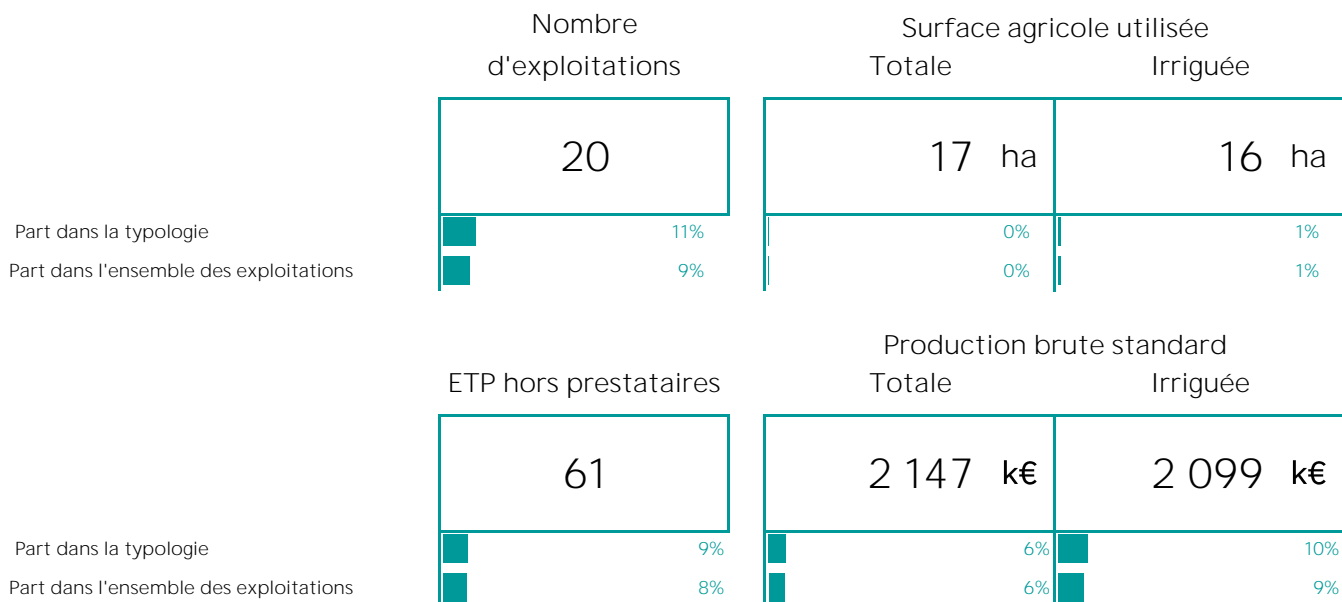 Nombre
d'exploitations
Surface agricole utilisée
Totale Irriguée
20 17 ha 16 ha
Part dans la typologie 11% 0% 1%
Part dans l'ensemble des exploitations 9% 0% 1%
Production brute standard
ETP hors prestataires Totale Irriguée
61 2 147 k€ 2 099 k€
Part dans la typologie 9% 6% 10%
Part dans l'ensemble des exploitations 8% 6% 9%